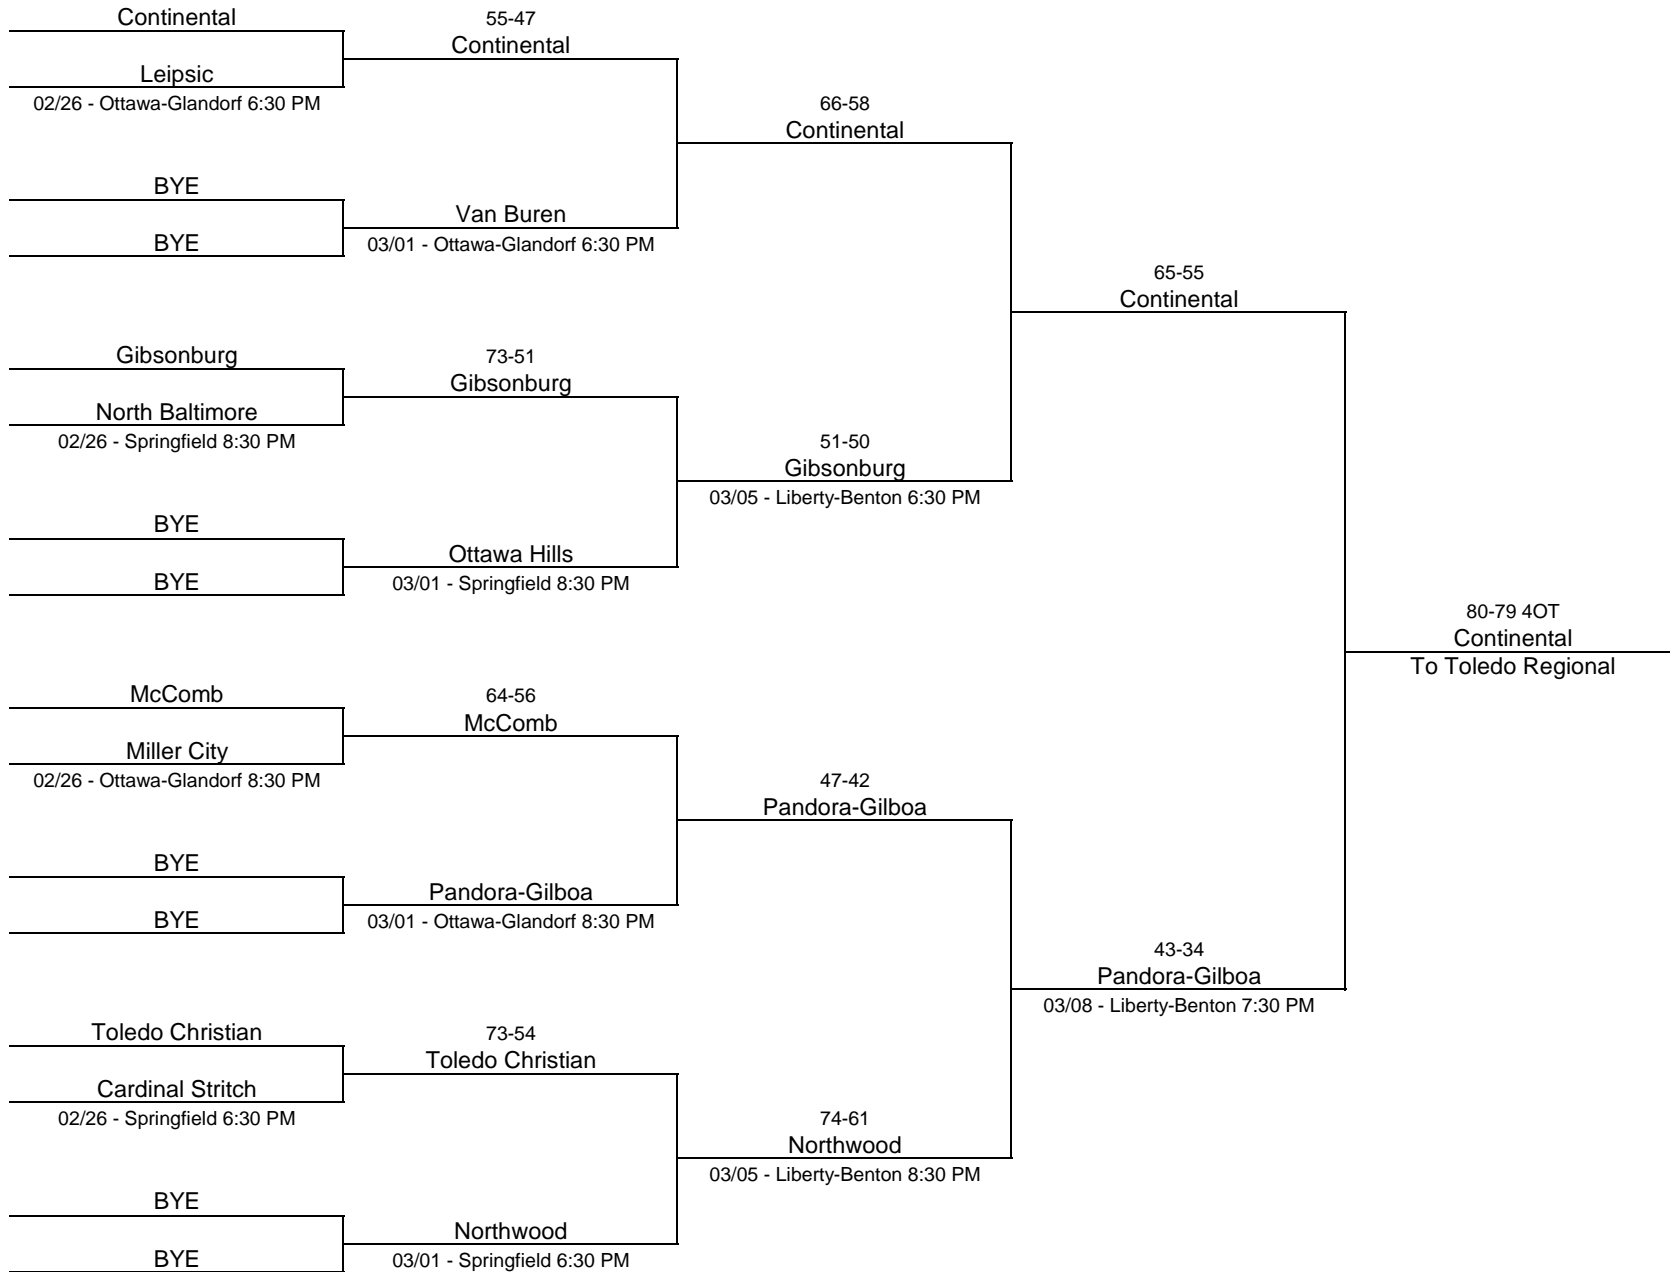 Continental
Leipsic
02/26 - Ottawa-Glandorf 6:30 PM
BYE
BYE
Gibsonburg
North Baltimore
02/26 - Springfield 8:30 PM
BYE
BYE
McComb
Miller City
02/26 - Ottawa-Glandorf 8:30 PM
BYE
BYE
Toledo Christian
Cardinal Stritch
02/26 - Springfield 6:30 PM
BYE
BYE
55-47
Continental
Van Buren
03/01 - Ottawa-Glandorf 6:30 PM
73-51
Gibsonburg
Ottawa Hills
03/01 - Springfield 8:30 PM
64-56
McComb
Pandora-Gilboa
03/01 - Ottawa-Glandorf 8:30 PM
73-54
Toledo Christian
Northwood
03/01 - Springfield 6:30 PM
66-58
Continental
51-50
Gibsonburg
03/05 - Liberty-Benton 6:30 PM
47-42
Pandora-Gilboa
74-61
Northwood
03/05 - Liberty-Benton 8:30 PM
65-55
Continental
43-34
Pandora-Gilboa
03/08 - Liberty-Benton 7:30 PM
80-79 4OT
Continental
To Toledo Regional